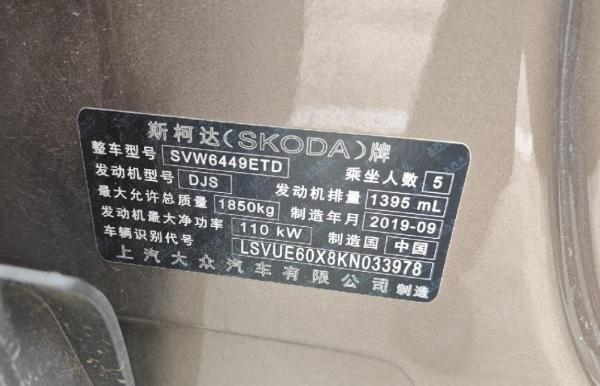 斯柯达(SKODA)牌
整车型号 SVW6449ETD 乘坐人数 5
发动机型号 DJS 发动机排量 1395 mL
最大允许总质量 1850kg 制造年月 2019-09
发动机最大净功率 110 kW 制造国 中国
车辆识别代号 LSVUE60X8KN033978
上汽大众汽车有限公司 制造